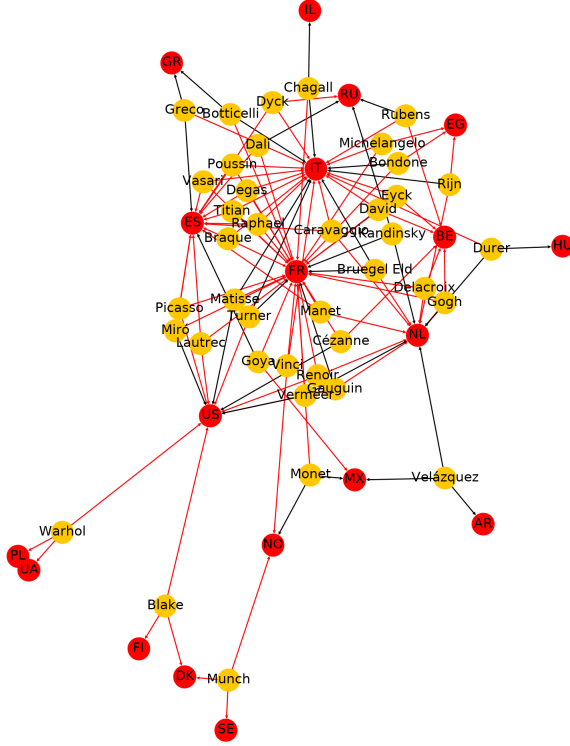 IL
GR
Chagall
RU
Dyck
Greco
Botticelli
Rubens
EG
Dalí
Michelangelo
Poussin
IT
Bondone
Vasari
Degas
Eyck
Rijn
Titian
David
ES
Raphael
Caravaggio
Kandinsky
BE
Braque
Durer
HU
FR
Bruegel Eld
Delacroix
Matisse
Gogh
Picasso
Turner
Manet
Miró
NL
Lautrec
Cézanne
Goya
Vinci
Renoir
Gauguin
Vermeer
US
Monet
MX
Velázquez
AR
Warhol
NO
PL
UA
Blake
FI
DK
Munch
SE